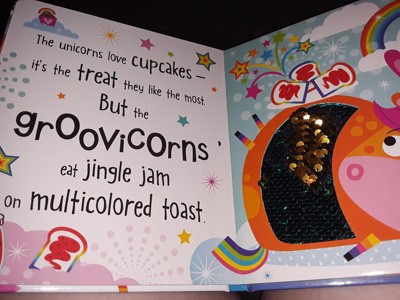 The unicorns love cupcakes –
it's the treat they like the most.
But the
groovicorns
eat jingle jam
on multicolored toast.